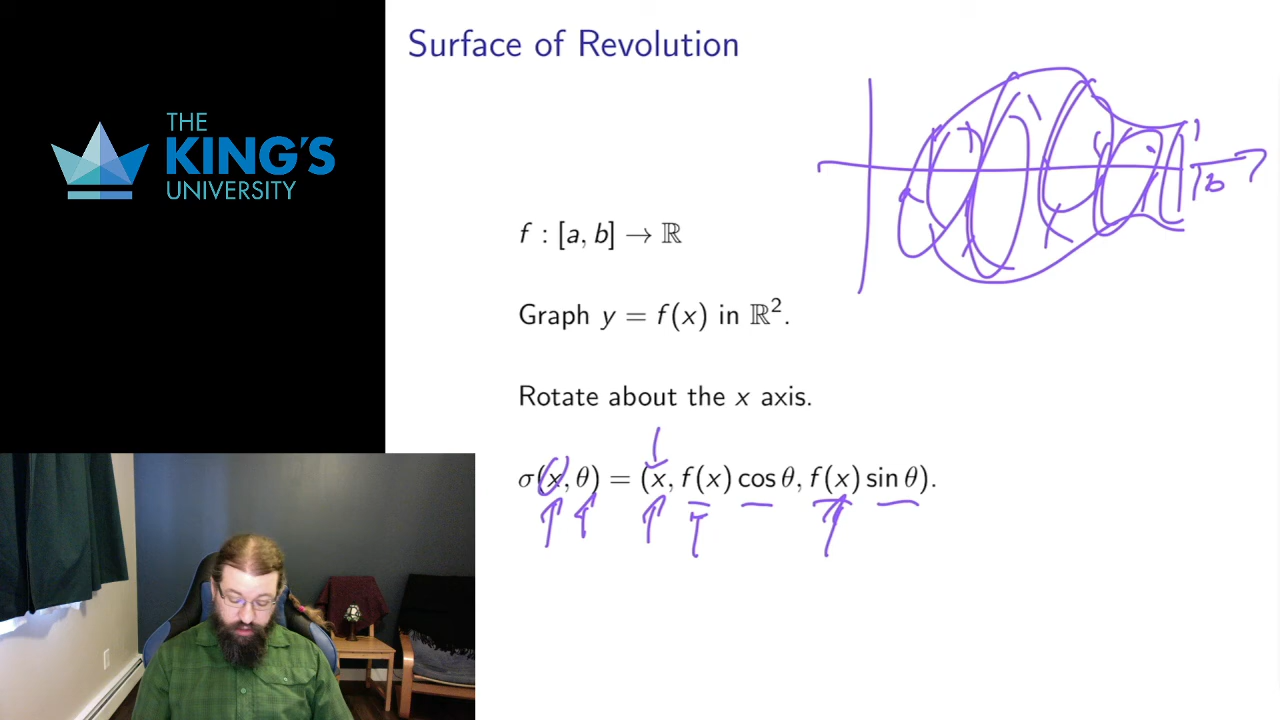 THE
KING'S
UNIVERSITY
Surface of Revolution
b
f : [a, b] → ℝ
Graph y = f(x) in ℝ².
Rotate about the x axis.
σ(x, θ) = (x, f(x) cos θ, f(x) sin θ).